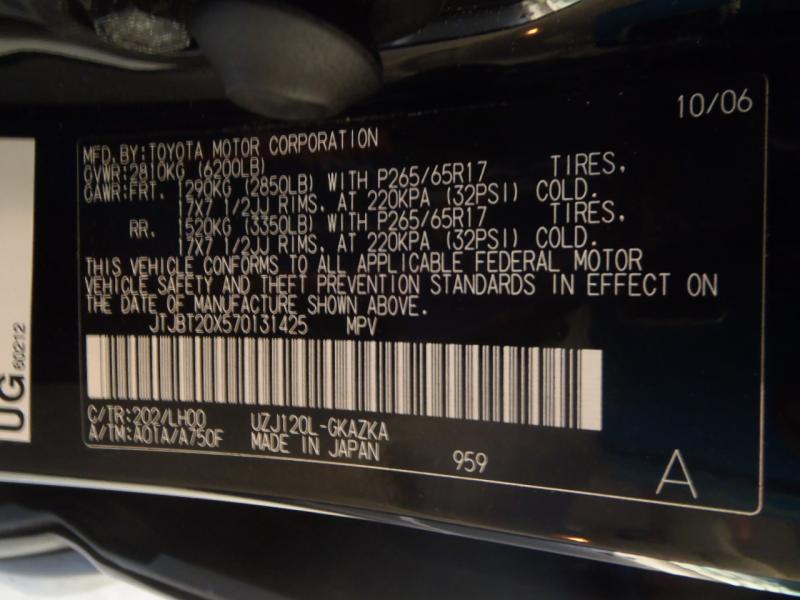 10/06
MFD.BY:TOYOTA MOTOR CORPORATION
GVWR:2810KG (6200LB)
GAWR:FRT. 1290KG (2850LB) WITH P265/65R17 TIRES,
17X7 1/2JJ RIMS, AT 220KPA (32PSI) COLD.
RR. 1520KG (3350LB) WITH P265/65R17 TIRES,
17X7 1/2JJ RIMS, AT 220KPA (32PSI) COLD.
THIS VEHICLE CONFORMS TO ALL APPLICABLE FEDERAL MOTOR
VEHICLE SAFETY AND THEFT PREVENTION STANDARDS IN EFFECT ON
THE DATE OF MANUFACTURE SHOWN ABOVE.
JTJBT20X570131425 MPV
C/TR:202/LH00 UZJ120L-GKAZKA
A/TM:A01A/A750F MADE IN JAPAN 959
A
UG
60212